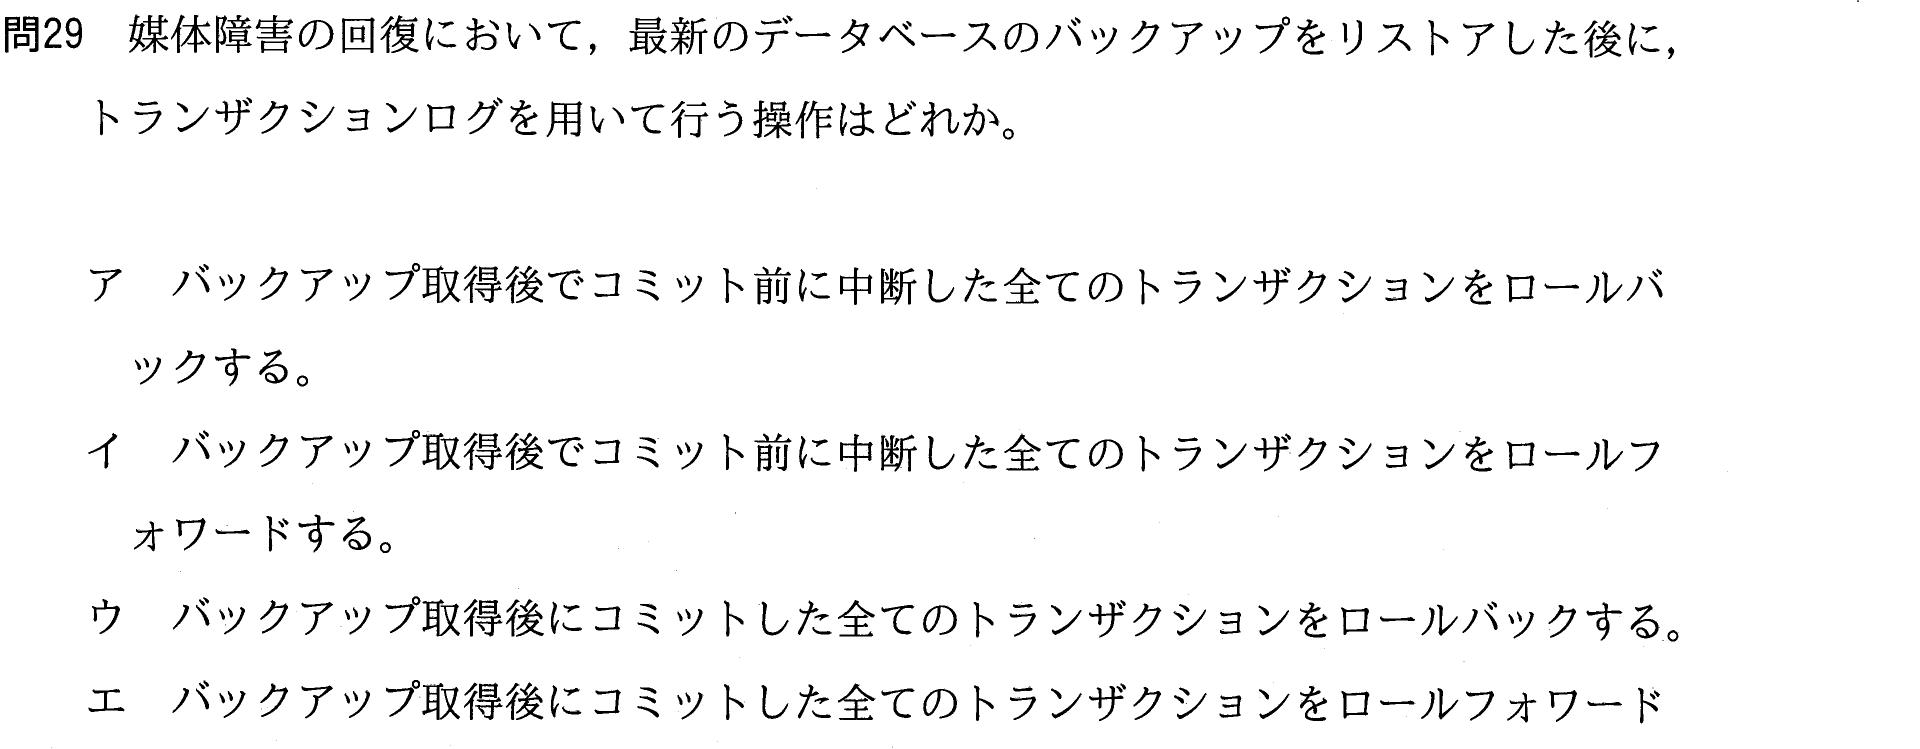 問29 媒体障害の回復において，最新のデータベースのバックアップをリストアした後に，
トランザクションログを用いて行う操作はどれか。
ア バックアップ取得後でコミット前に中断した全てのトランザクションをロールバ
ックする。
イ バックアップ取得後でコミット前に中断した全てのトランザクションをロールフ
ォワードする。
ウ バックアップ取得後にコミットした全てのトランザクションをロールバックする。
エ バックアップ取得後にコミットした全てのトランザクションをロールフォワード